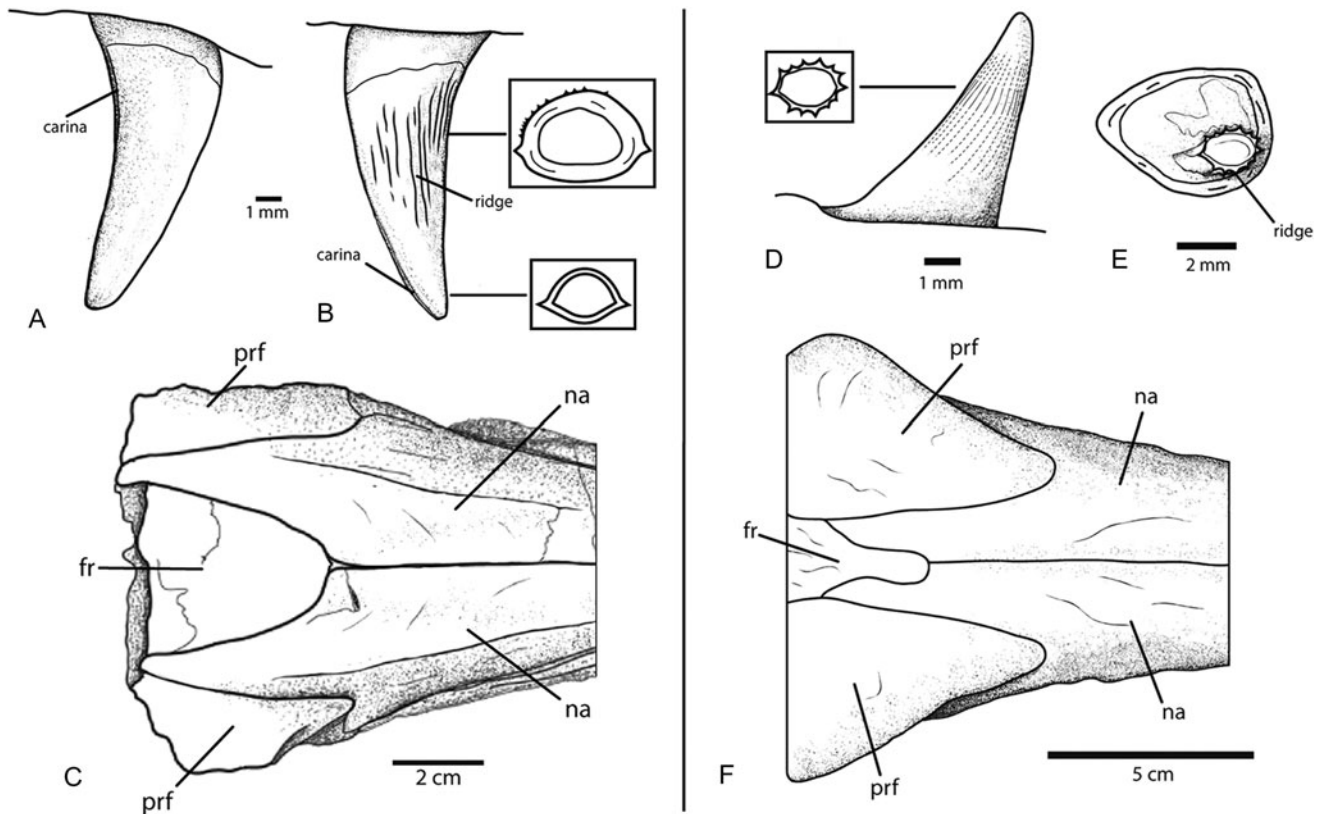 carina
A
1 mm
B
ridge
carina
D
1 mm
E
ridge
2 mm
prf
na
fr
na
prf
C
2 cm
prf
na
fr
na
prf
F
5 cm